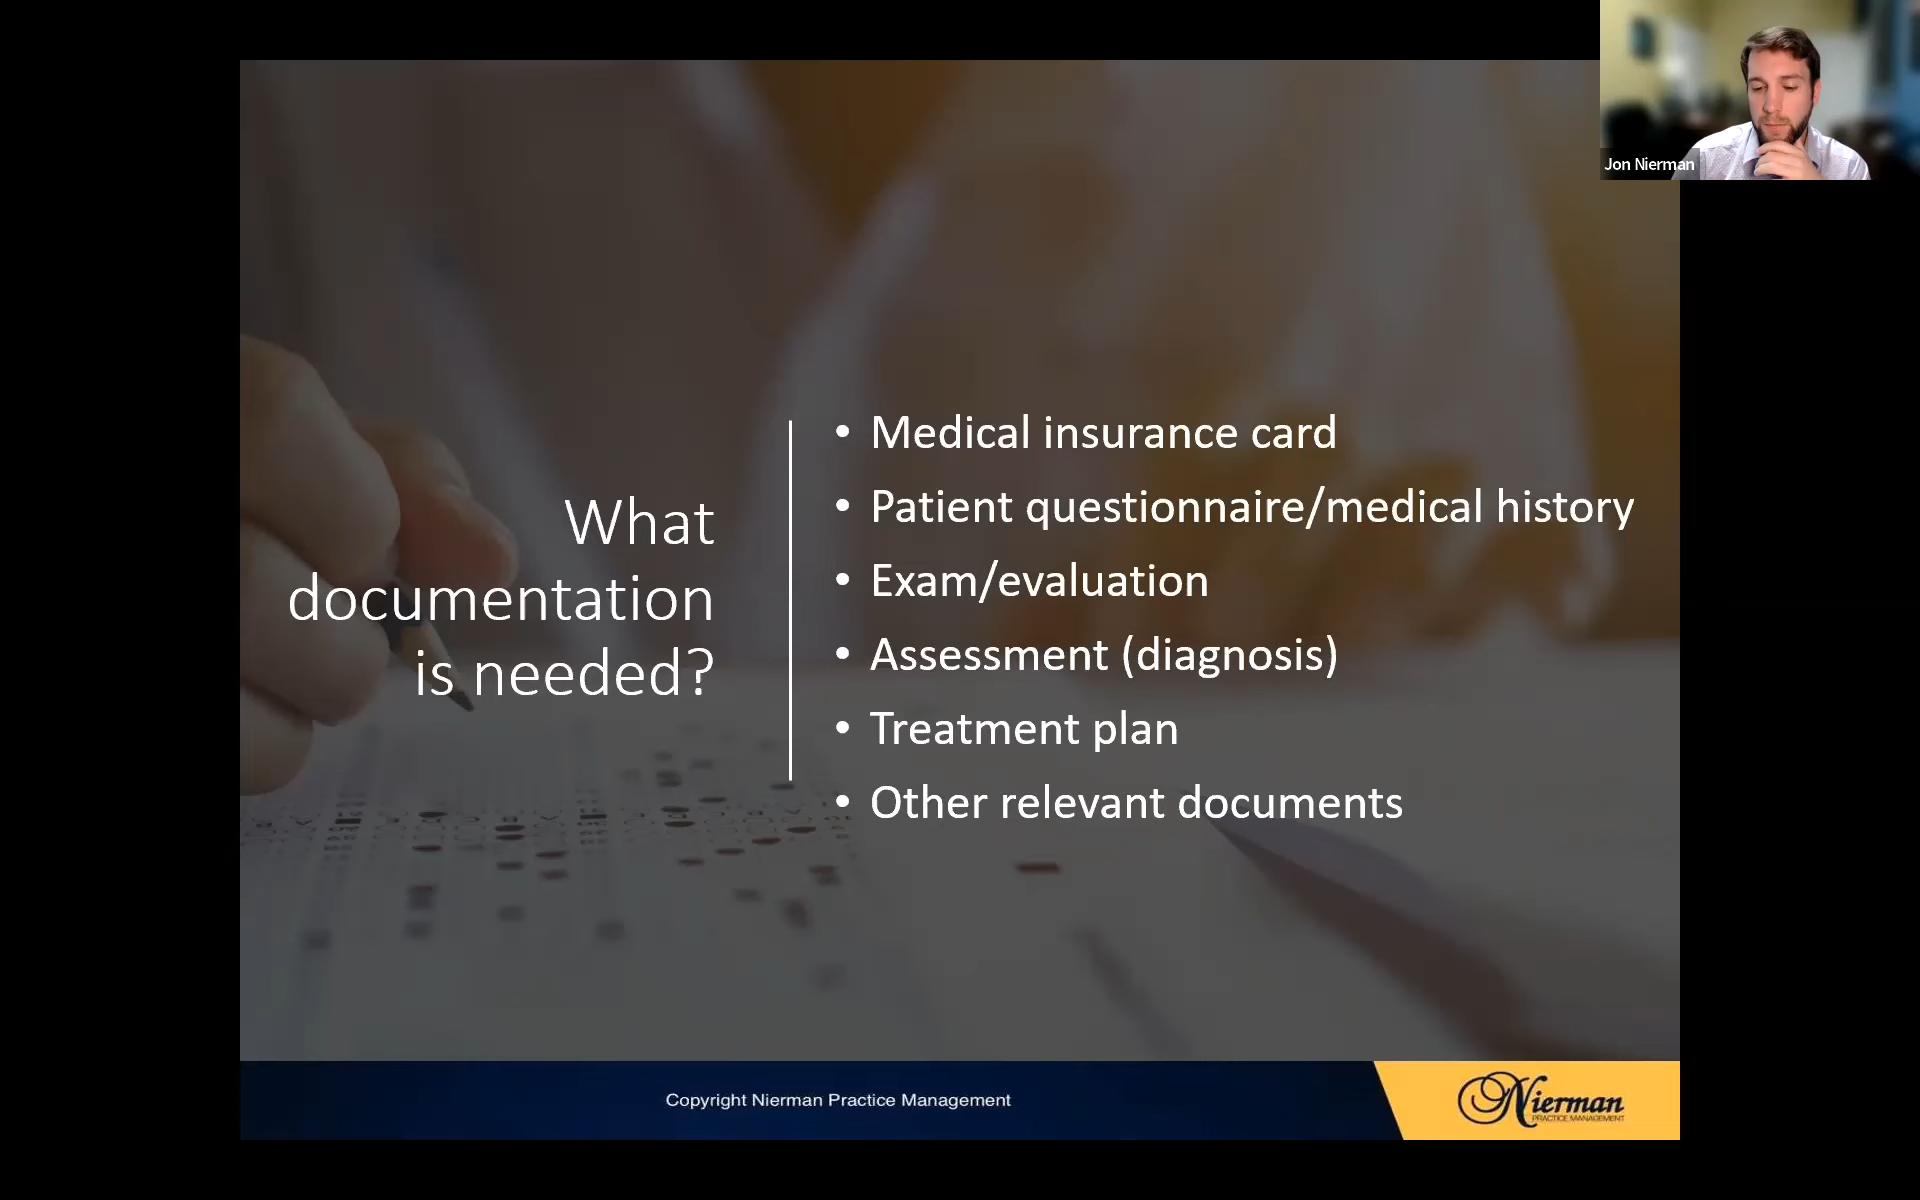 Jon Nierman
What
documentation
is needed?
• Medical insurance card
• Patient questionnaire/medical history
• Exam/evaluation
• Assessment (diagnosis)
• Treatment plan
• Other relevant documents
Copyright Nierman Practice Management
Nierman
PRACTICE MANAGEMENT